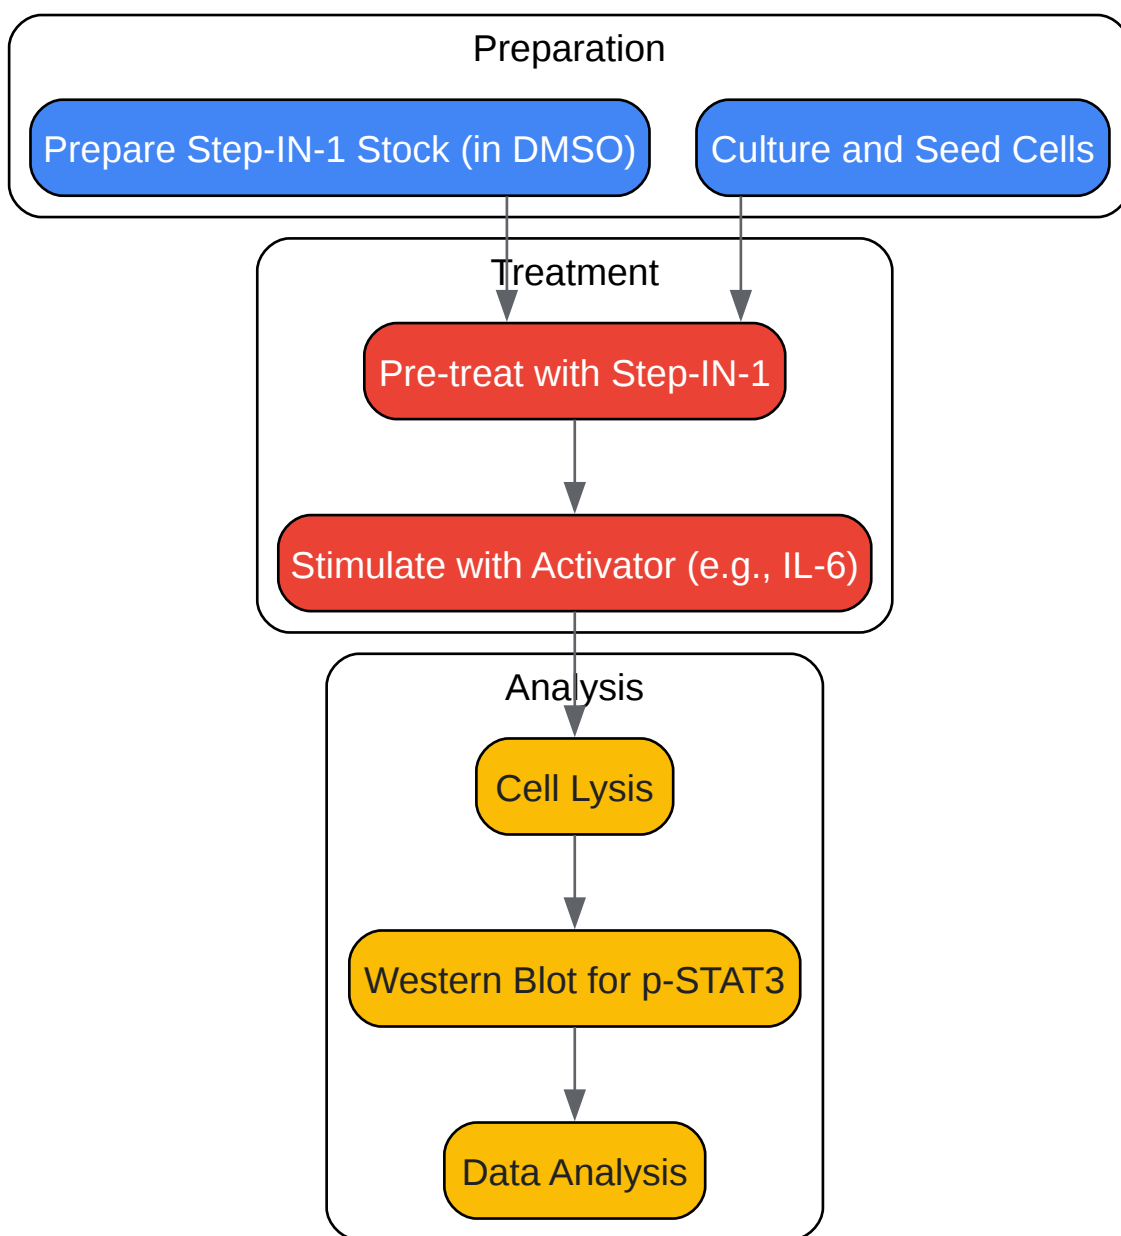 Preparation
Prepare Step-IN-1 Stock (in DMSO)
Culture and Seed Cells
Treatment
Pre-treat with Step-IN-1
Stimulate with Activator (e.g., IL-6)
Analysis
Cell Lysis
Western Blot for p-STAT3
Data Analysis